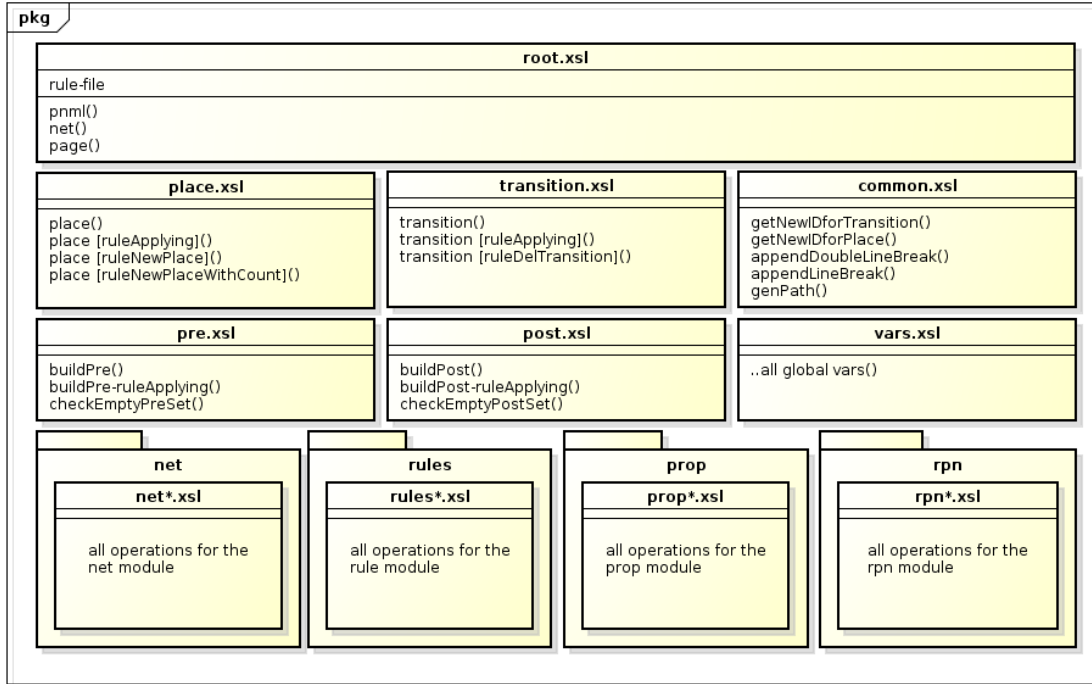 pkg
root.xsl
rule-file
pnml()
net()
page()
place.xsl
place()
place [ruleApplying]()
place [ruleNewPlace]()
place [ruleNewPlaceWithCount]()
transition.xsl
transition()
transition [ruleApplying]()
transition [ruleDelTransition]()
common.xsl
getNewIDforTransition()
getNewIDforPlace()
appendDoubleLineBreak()
appendLineBreak()
genPath()
pre.xsl
buildPre()
buildPre-ruleApplying()
checkEmptyPreSet()
post.xsl
buildPost()
buildPost-ruleApplying()
checkEmptyPostSet()
vars.xsl
..all global vars()
net
net*.xsl
all operations for the
net module
rules
rules*.xsl
all operations for the
rule module
prop
prop*.xsl
all operations for the
prop module
rpn
rpn*.xsl
all operations for the
rpn module